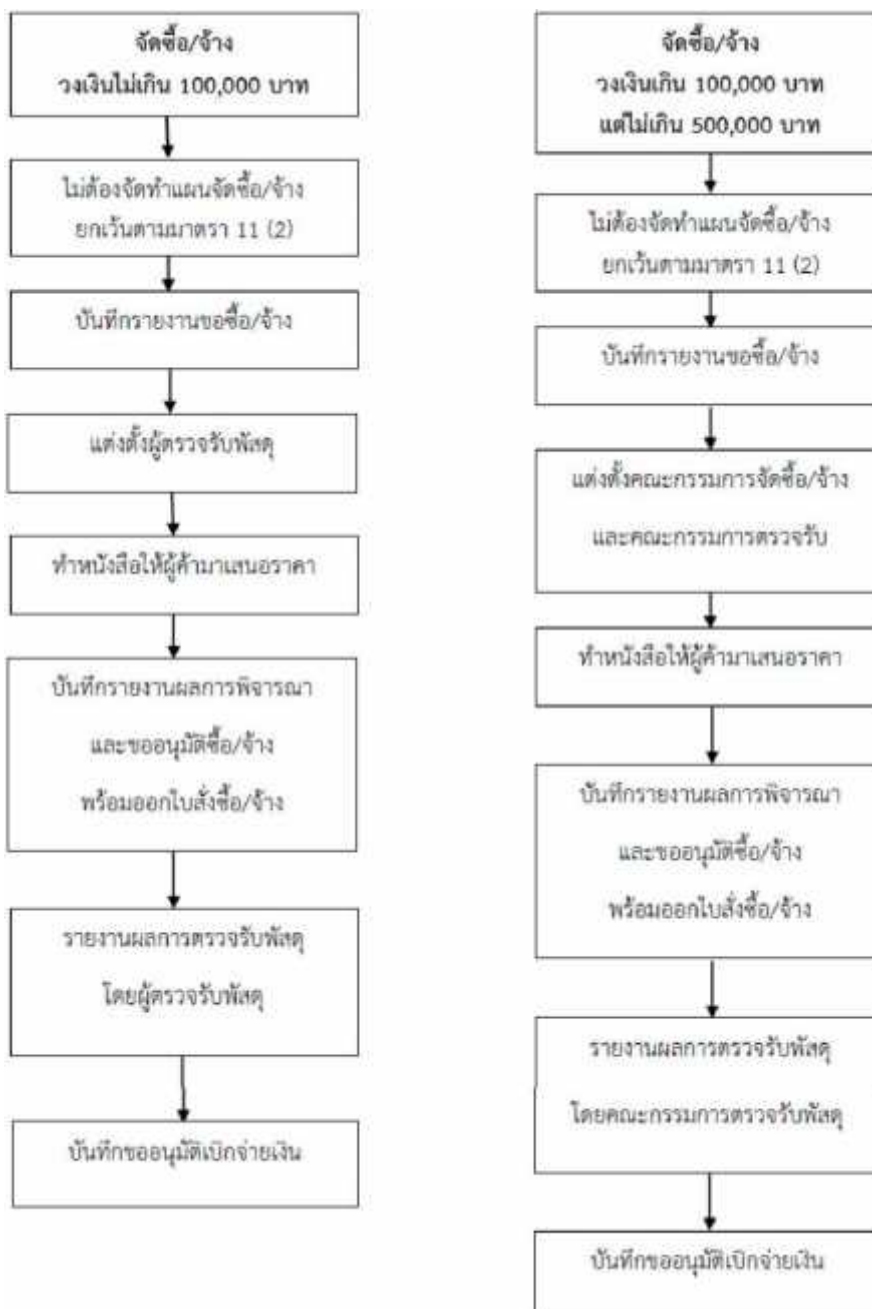 จัดซื้อ/จ้าง
วงเงินไม่เกิน 100,000 บาท
ไม่ต้องจัดทำแผนจัดซื้อ/จ้าง
ยกเว้นตามมาตรา 11 (2)
บันทึกรายงานขอซื้อ/จ้าง
แต่งตั้งผู้ตรวจรับพัสดุ
ทำหนังสือให้ผู้ค้ามาเสนอราคา
บันทึกรายงานผลการพิจารณา
และขออนุมัติซื้อ/จ้าง
พร้อมออกใบสั่งซื้อ/จ้าง
รายงานผลการตรวจรับพัสดุ
โดยผู้ตรวจรับพัสดุ
บันทึกขออนุมัติเบิกจ่ายเงิน
จัดซื้อ/จ้าง
วงเงินเกิน 100,000 บาท
แต่ไม่เกิน 500,000 บาท
ไม่ต้องจัดทำแผนจัดซื้อ/จ้าง
ยกเว้นตามมาตรา 11 (2)
บันทึกรายงานขอซื้อ/จ้าง
แต่งตั้งคณะกรรมการจัดซื้อ/จ้าง
และคณะกรรมการตรวจรับ
ทำหนังสือให้ผู้ค้ามาเสนอราคา
บันทึกรายงานผลการพิจารณา
และขออนุมัติซื้อ/จ้าง
พร้อมออกใบสั่งซื้อ/จ้าง
รายงานผลการตรวจรับพัสดุ
โดยคณะกรรมการตรวจรับพัสดุ
บันทึกขออนุมัติเบิกจ่ายเงิน